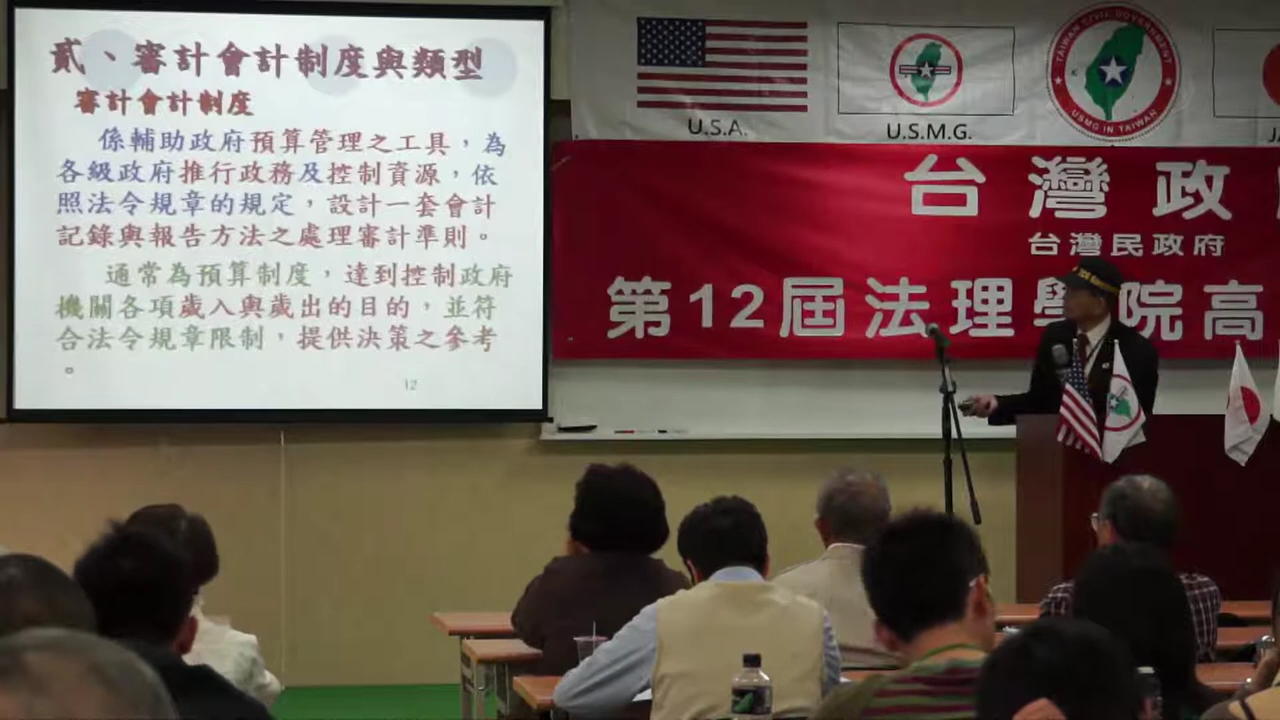 貳、審計會計制度與類型
審計會計制度
係輔助政府預算管理之工具，為
各級政府推行政務及控制資源，依
照法令規章的規定，設計一套會計
記錄與報告方法之處理審計準則。
通常為預算制度，達到控制政府
機關各項歲入與歲出的目的，並符
合法令規章限制，提供決策之參考
。
12
U.S.A.
U.S.M.G.
TAIWAN CIVIL GOVERNMENT
USMG IN TAIWAN
J
台灣政
台灣民政府
第12屆法理學院高